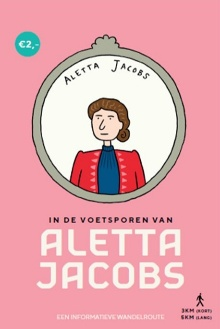 €2,-
ALETTA JACOBS
IN DE VOETSPOREN VAN
ALETTA
JACOBS
3KM (KORT)
6KM (LANG)
EEN INFORMATIEVE WANDELROUTE